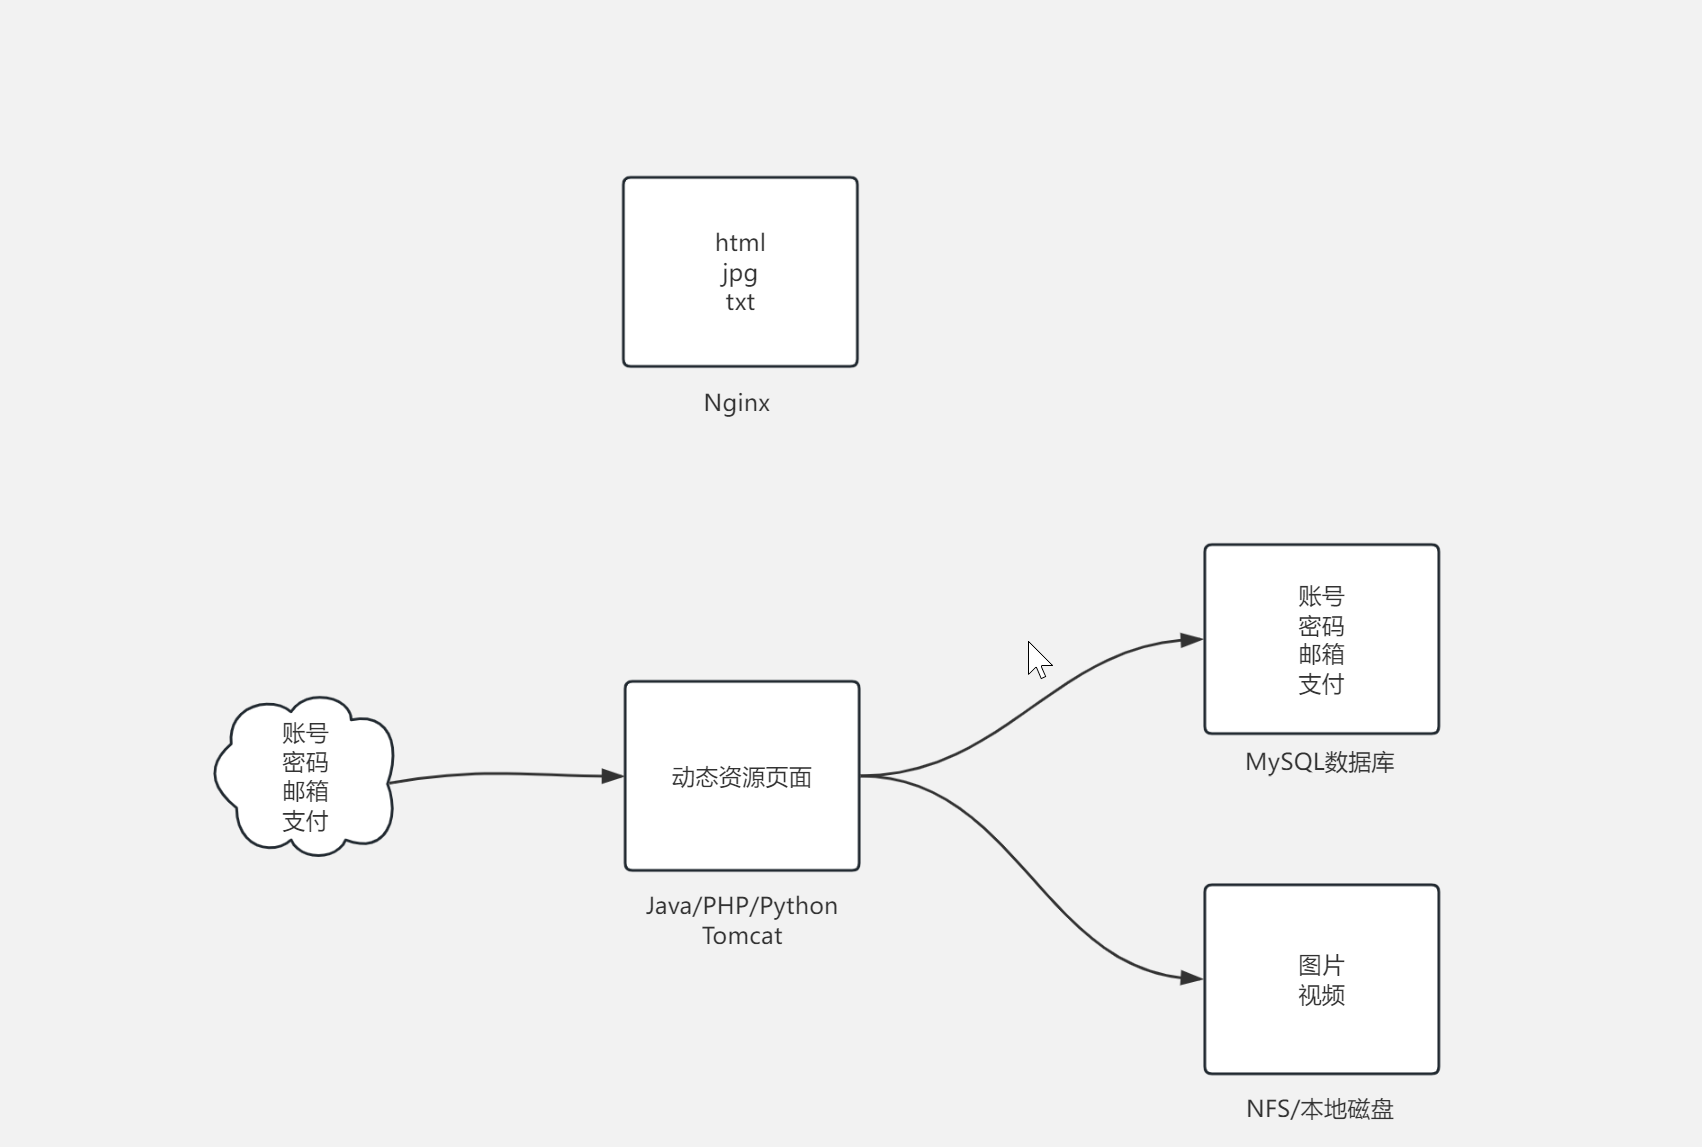 html
jpg
txt
Nginx
账号
密码
邮箱
支付
动态资源页面
Java/PHP/Python
Tomcat
账号
密码
邮箱
支付
MySQL数据库
图片
视频
NFS/本地磁盘